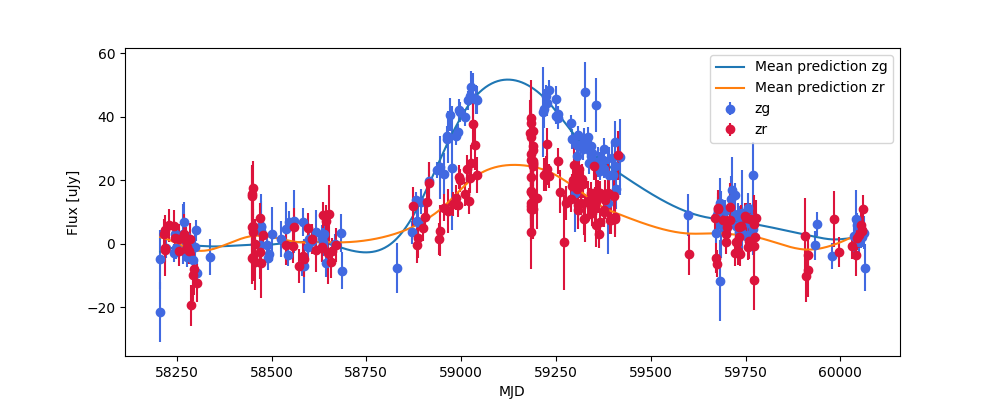 60
40
20
0
−20
Flux [uJy]
58250 58500 58750 59000 59250 59500 59750 60000
MJD
Mean prediction zg
Mean prediction zr
zg
zr